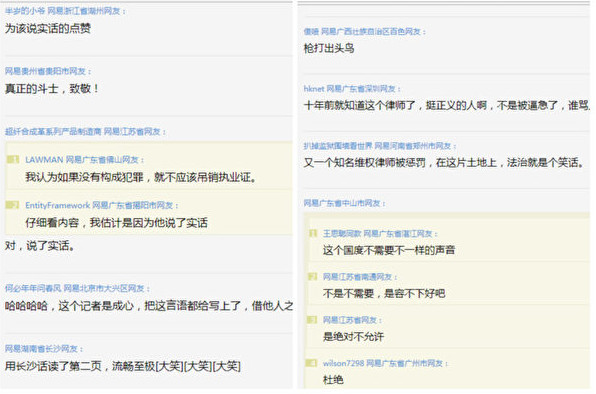 半岁的小爷 网易浙江省湖州网友：
为该说实话的点赞
网易贵州省贵阳市网友：
真正的斗士，致敬！
超纤合成革系列产品制造商 网易江苏省网友：
1 LAWMAN 网易广东省佛山网友：
我认为如果没有构成犯罪，就不应该吊销执业证。
2 EntityFramework 网易广东省揭阳市网友：
仔细看内容，我估计是因为他说了实话
对，说了实话。
何必年年问春风 网易北京市大兴区网友：
哈哈哈哈，这个记者是成心，把这言语都给写上了，借他人之
网易湖南省长沙网友：
用长沙话读了第二页，流畅至极[大笑][大笑][大笑]
傻嘚 网易广西壮族自治区百色网友：
枪打出头鸟
hknet 网易广东省深圳网友：
十年前就知道这个律师了，挺正义的人啊，不是被逼急了，谁骂
扒掉监狱围墙看世界 网易河南省郑州市网友：
又一个知名维权律师被惩罚，在这片土地上，法治就是个笑话。
网易广东省中山市网友：
1 王思聪同款 网易广东省湛江网友：
这个国度不需要不一样的声音
2 网易江苏省南通网友：
不是不需要，是容不下好吧
3 网易江苏省网友：
是绝对不允许
4 wilson7298 网易广东省广州市网友：
杜绝